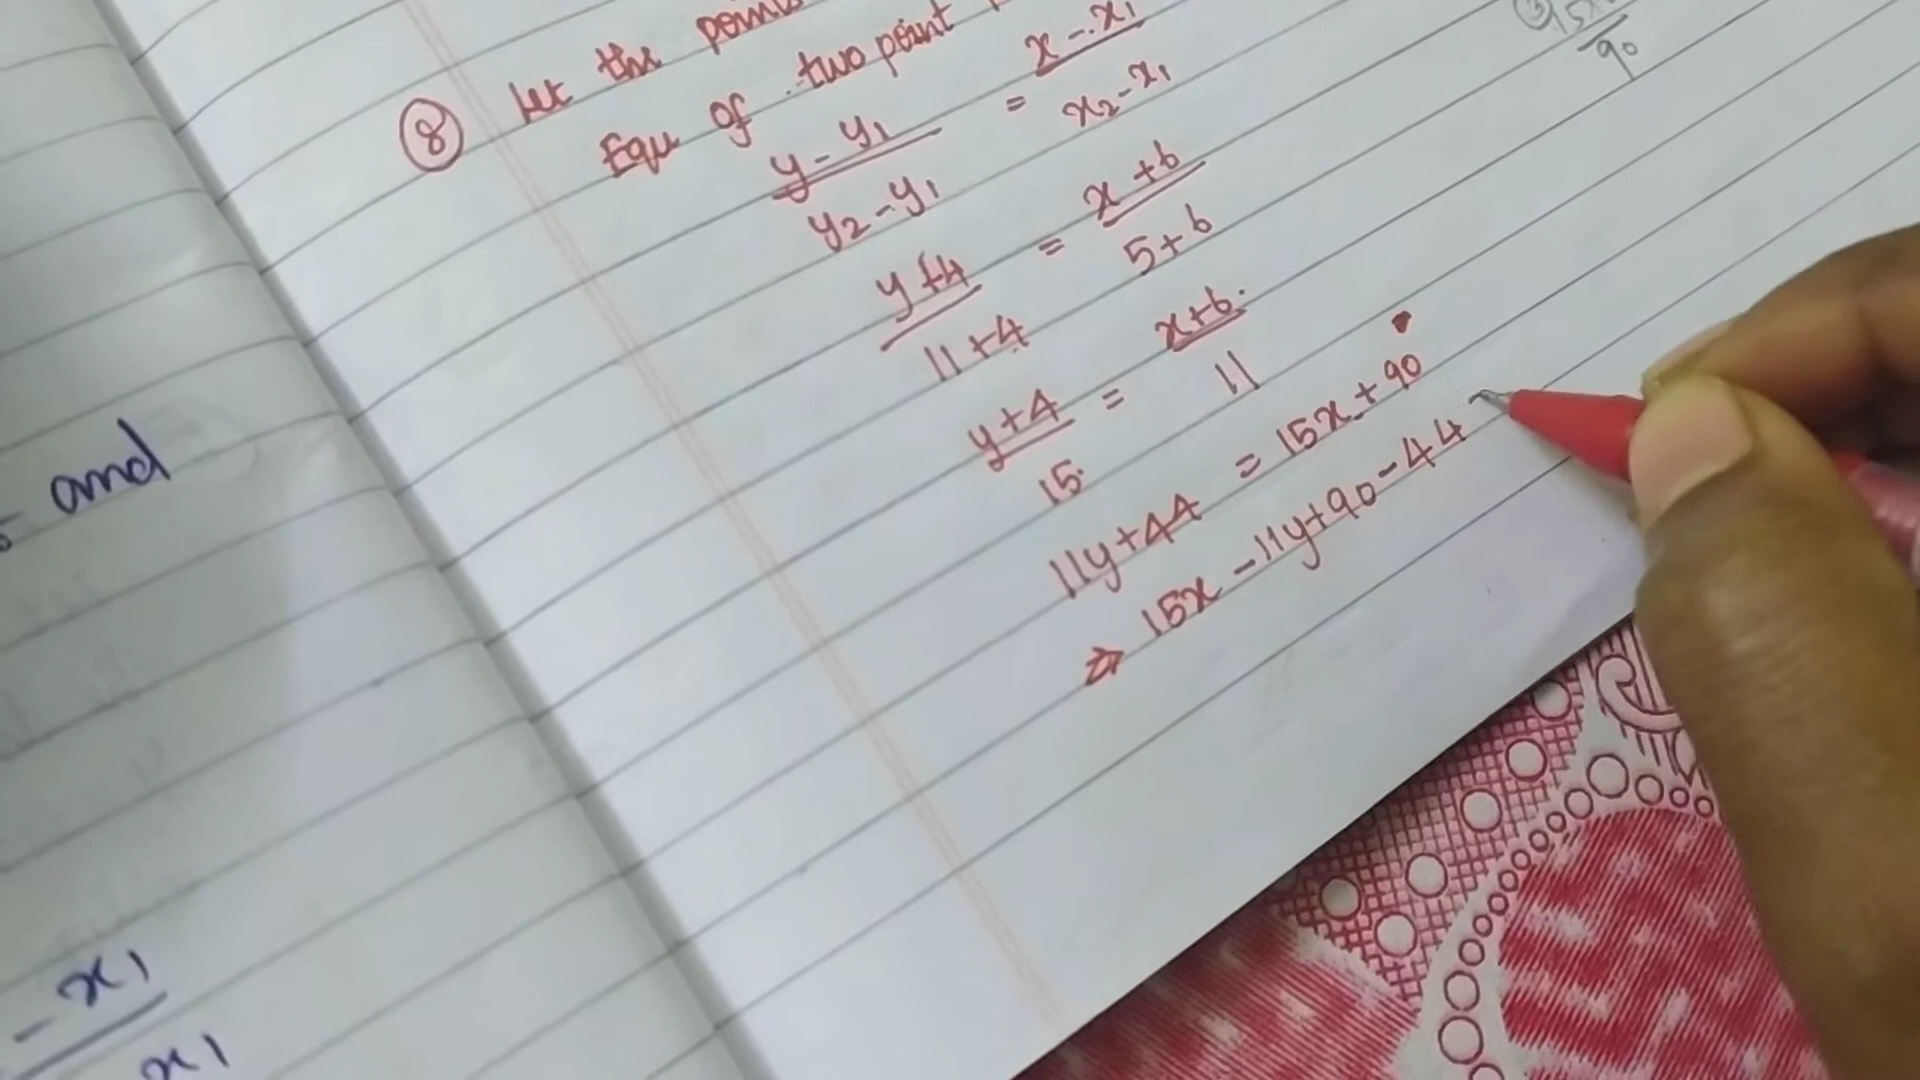 ⑧ Let the points
Equ of two point
y - y₁ / y₂ - y₁ = x - x₁ / x₂ - x₁
y+4 / 11+4 = x+6 / 5+6
y+4 / 15 = x+6 / 11
11y+44 = 15x+90
⇒ 15x-11y+90-44
90
and
- x₁
x₁